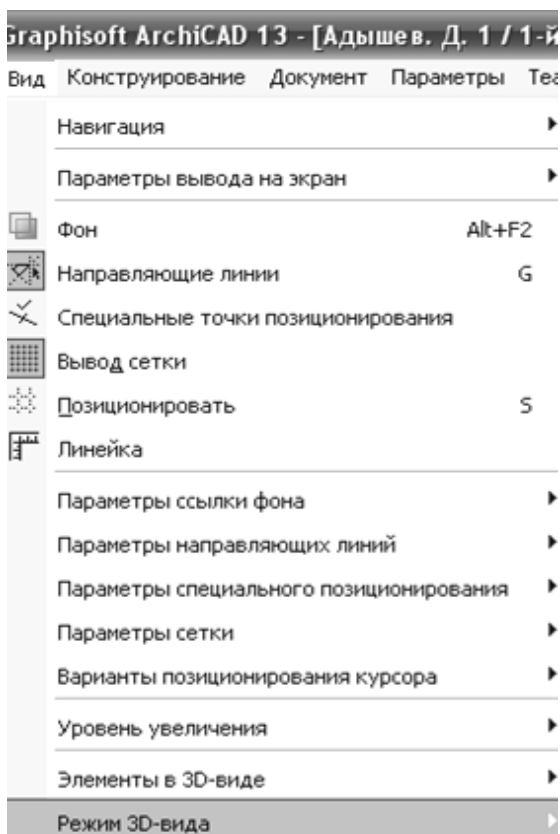 Graphisoft ArchiCAD 13 - [Адышев. Д. 1 / 1-й
Вид Конструирование Документ Параметры Tea
Навигация
Параметры вывода на экран
Фон Alt+F2
Направляющие линии G
Специальные точки позиционирования
Вывод сетки
Позиционировать S
Линейка
Параметры ссылки фона
Параметры направляющих линий
Параметры специального позиционирования
Параметры сетки
Варианты позиционирования курсора
Уровень увеличения
Элементы в 3D-виде
Режим 3D-вида